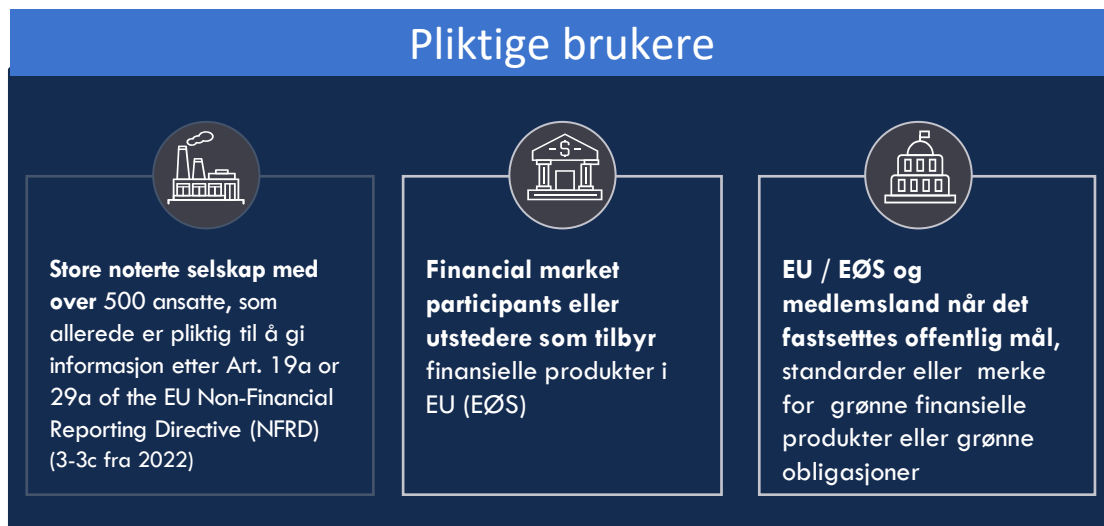 Pliktige brukere
Store noterte selskap med
over 500 ansatte, som
allerede er pliktig til å gi
informasjon etter Art. 19a or
29a of the EU Non-Financial
Reporting Directive (NFRD)
(3-3c fra 2022)
-$-
Financial market
participants eller
utstedere som tilbyr
finansielle produkter i
EU (EØS)
EU / EØS og
medlemsland når det
fastsetttes offentlig mål,
standarder eller merke
for grønne finansielle
produkter eller grønne
obligasjoner